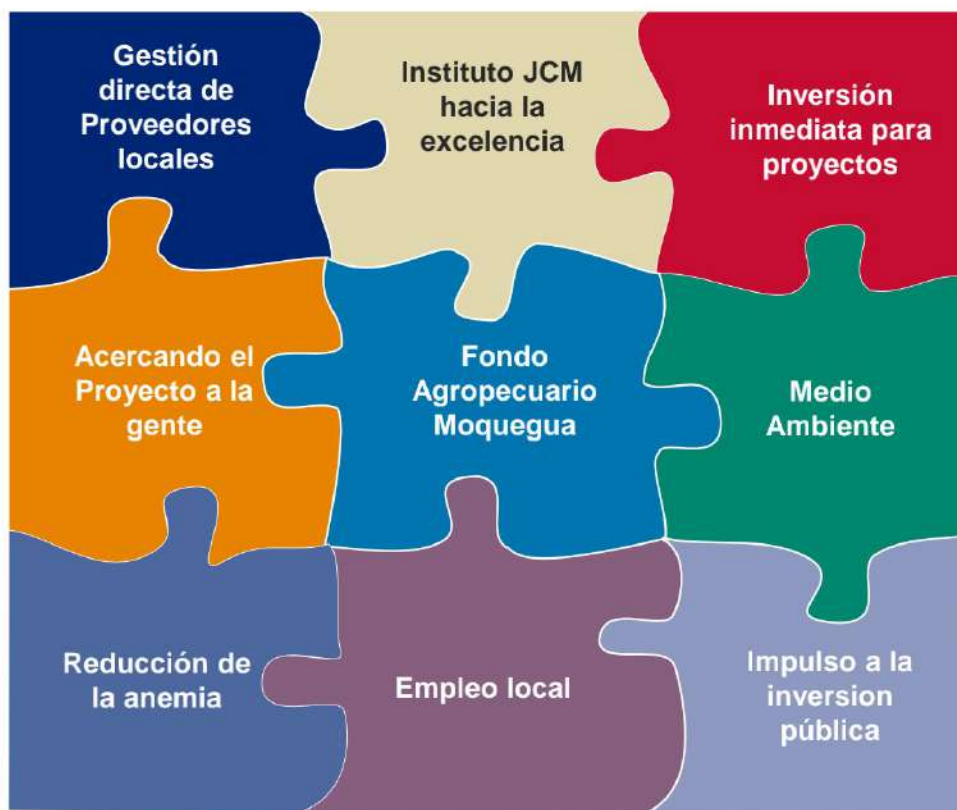 Gestión
directa de
Proveedores
locales
Instituto JCM
hacia la
excelencia
Inversión
inmediata para
proyectos
Acercando el
Proyecto a la
gente
Fondo
Agropecuario
Moquegua
Medio
Ambiente
Reducción de
la anemia
Empleo local
Impulso a la
inversion
pública